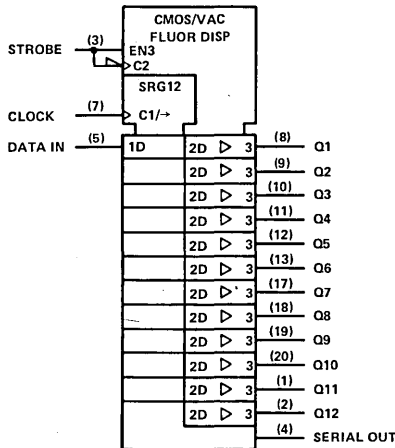 CMOS/VAC
FLUOR DISP
STROBE (3) EN3
C2
SRG12
CLOCK (7) C1/→
DATA IN (5) 1D 2D ▷ 3 (8) Q1
2D ▷ 3 (9) Q2
2D ▷ 3 (10) Q3
2D ▷ 3 (11) Q4
2D ▷ 3 (12) Q5
2D ▷ 3 (13) Q6
2D ▷ 3 (17) Q7
2D ▷ 3 (18) Q8
2D ▷ 3 (19) Q9
2D ▷ 3 (20) Q10
2D ▷ 3 (1) Q11
2D ▷ 3 (2) Q12
(4) SERIAL OUT